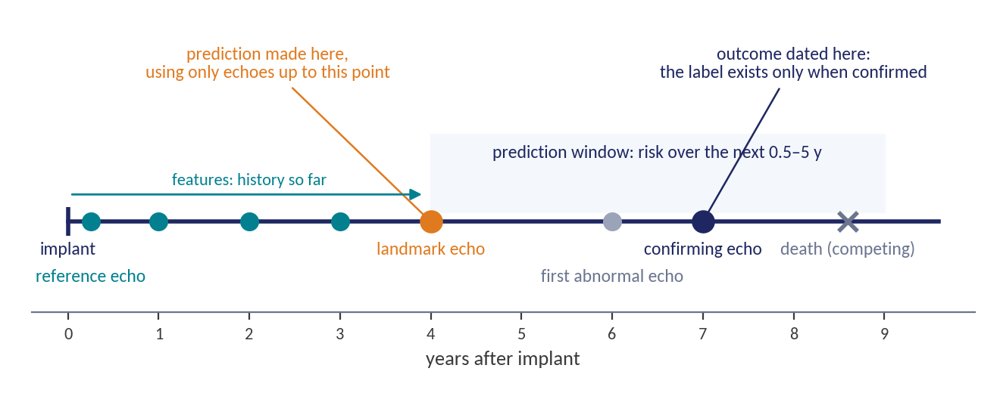 prediction made here,
using only echoes up to this point
outcome dated here:
the label exists only when confirmed
prediction window: risk over the next 0.5–5 y
features: history so far
implant
landmark echo
confirming echo
death (competing)
reference echo
first abnormal echo
0 1 2 3 4 5 6 7 8 9
years after implant